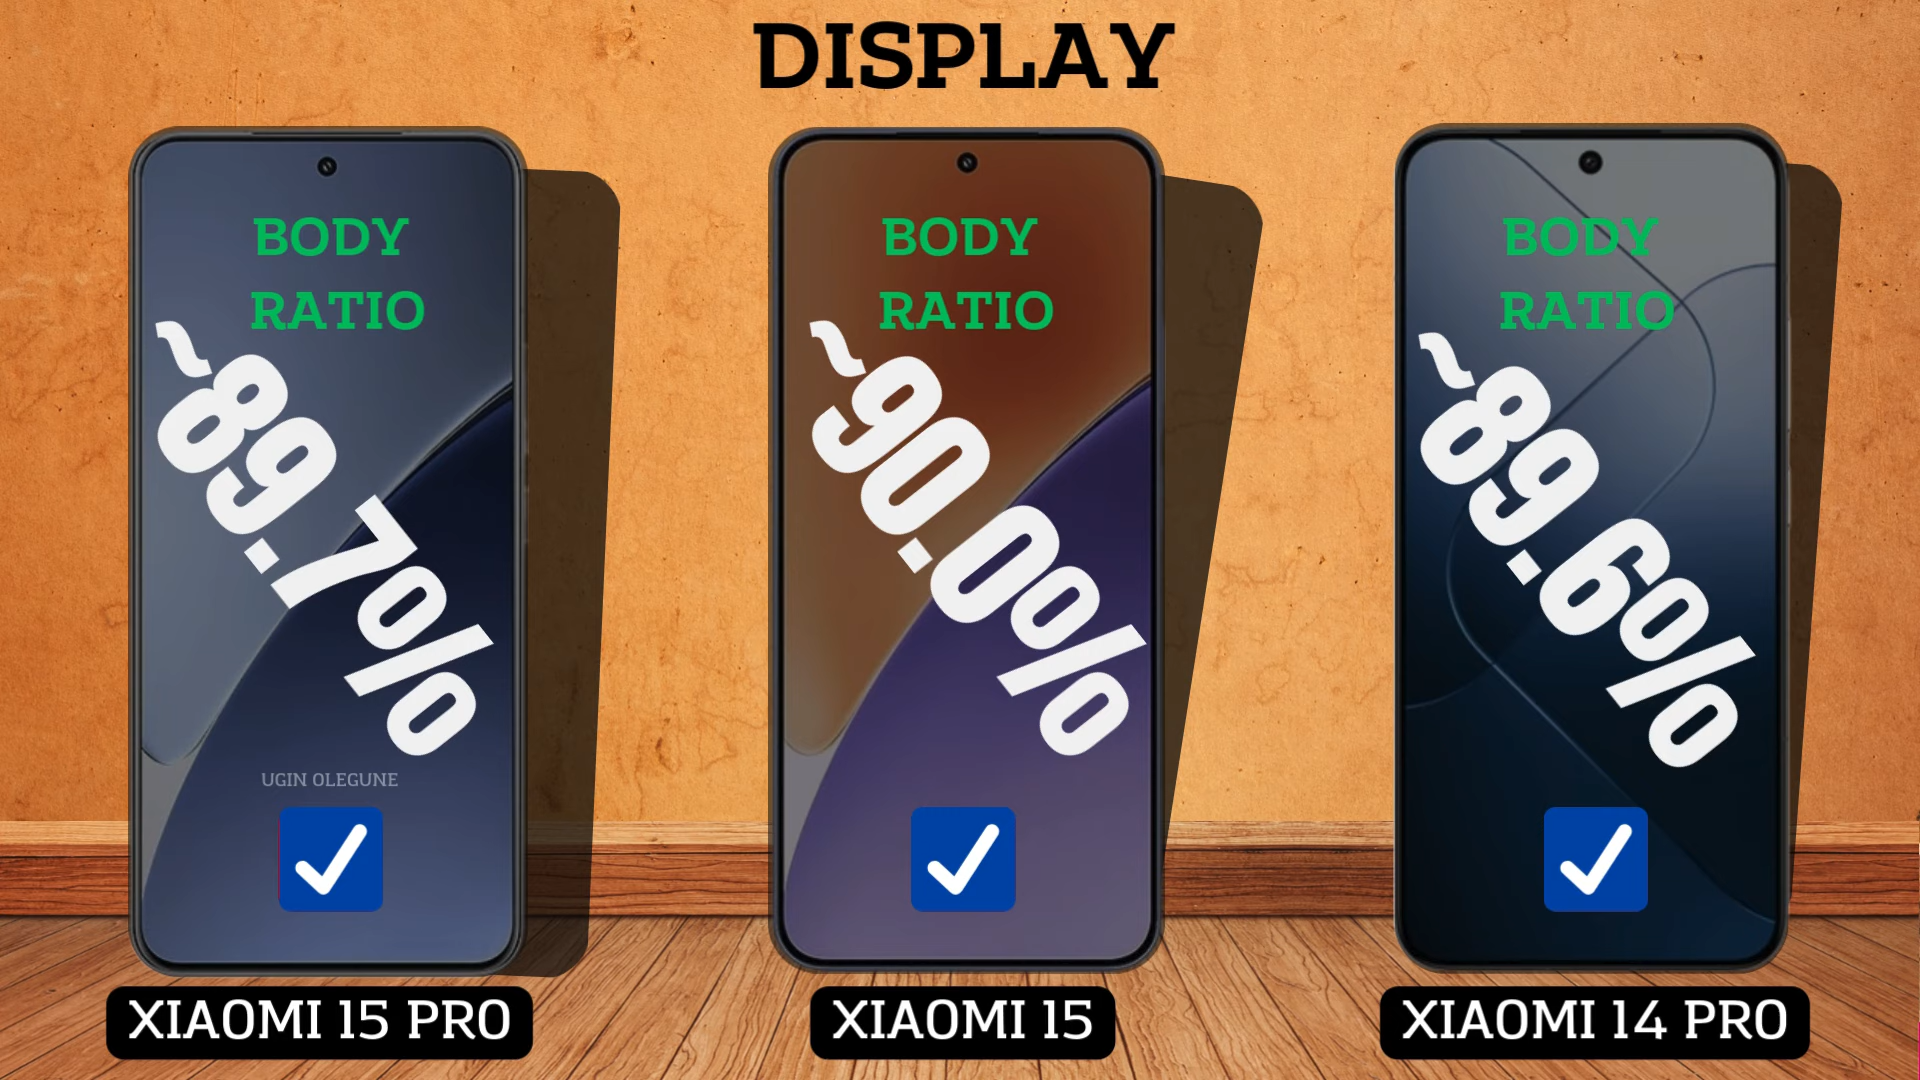 DISPLAY
BODY
RATIO
~89.7%
UGIN OLEGUNE
XIAOMI 15 PRO
BODY
RATIO
~90.0%
XIAOMI 15
BODY
RATIO
~89.6%
XIAOMI 14 PRO